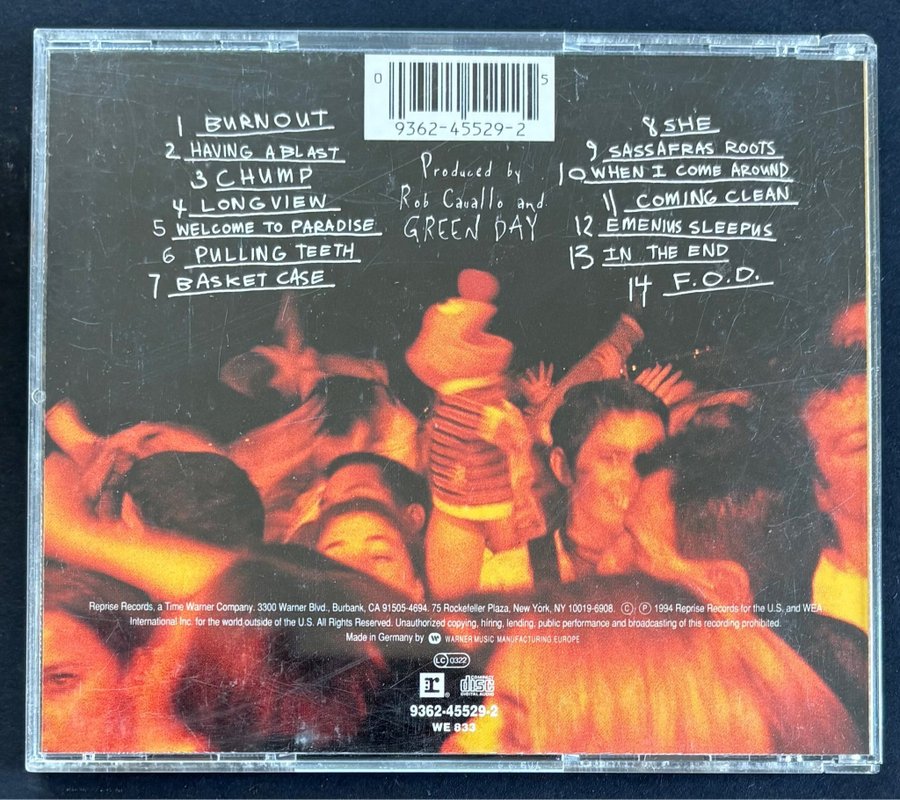 0 5
9362-45529-2
1 BURNOUT
2 HAVING A BLAST
3 CHUMP
4 LONGVIEW
5 WELCOME TO PARADISE
6 PULLING TEETH
7 BASKET CASE
Produced by
Rob Cavallo and
GREEN DAY
8 SHE
9 SASSAFRAS ROOTS
10 WHEN I COME AROUND
11 COMING CLEAN
12 EMENIUS SLEEPUS
13 IN THE END
14 F.O.D.
Reprise Records, a Time Warner Company. 3300 Warner Blvd., Burbank, CA 91505-4694. 75 Rockefeller Plaza, New York, NY 10019-6908. © ℗ 1994 Reprise Records for the U.S. and WEA
International Inc. for the world outside of the U.S. All Rights Reserved. Unauthorized copying, hiring, lending, public performance and broadcasting of this recording prohibited.
Made in Germany by WARNER MUSIC MANUFACTURING EUROPE
LC 0322
r® COMPACT disc DIGITAL AUDIO
9362-45529-2
WE 833